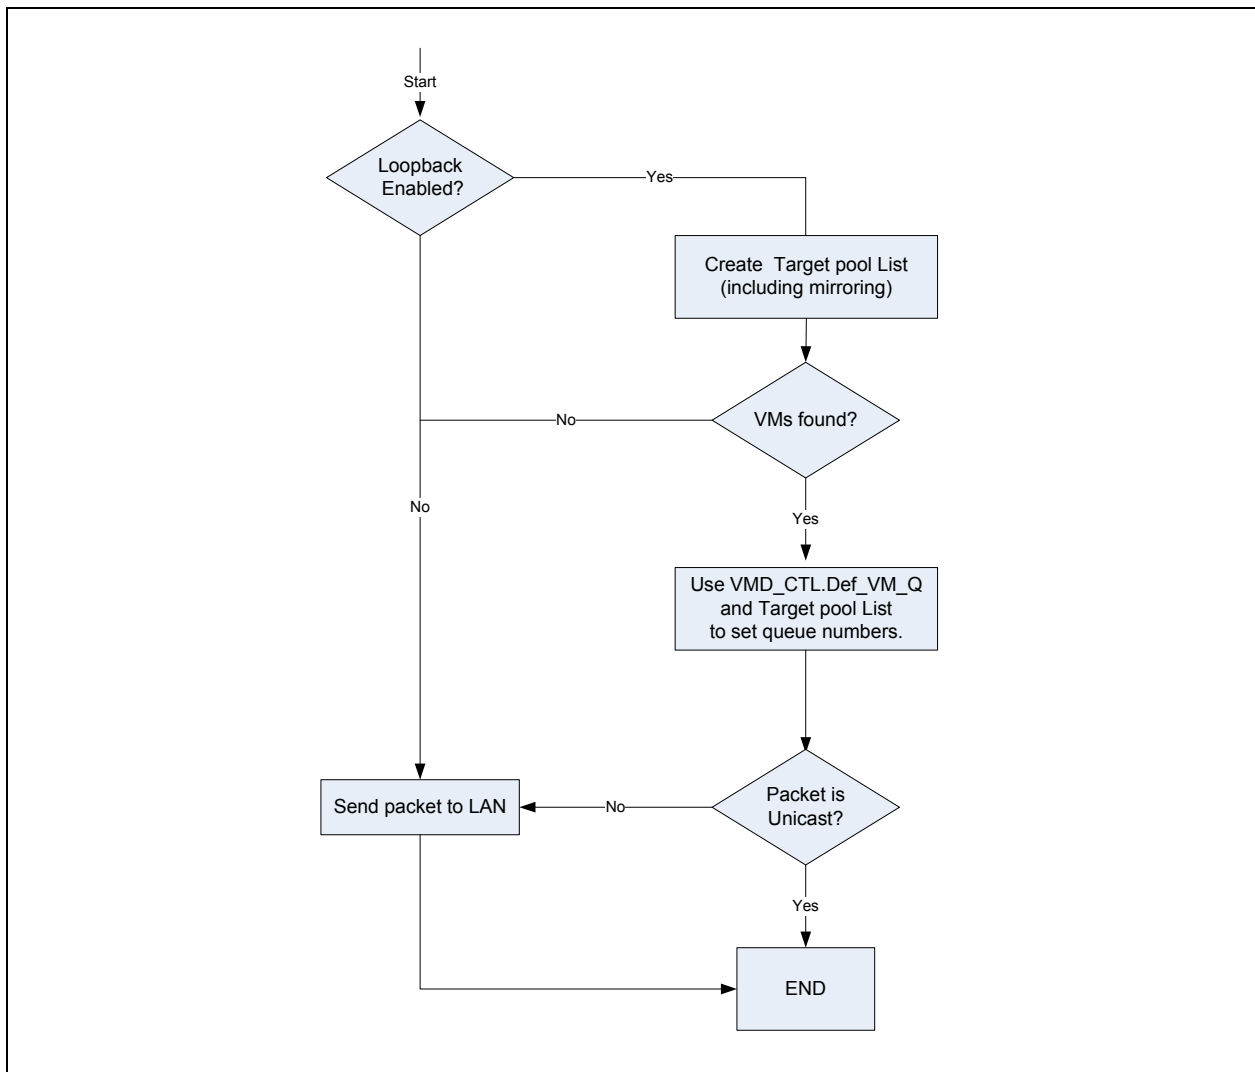 Start
Loopback
Enabled?
Yes
Create Target pool List
(including mirroring)
VMs found?
No
No
Yes
Use VMD_CTL.Def_VM_Q
and Target pool List
to set queue numbers.
Packet is
Unicast?
No
Send packet to LAN
Yes
END